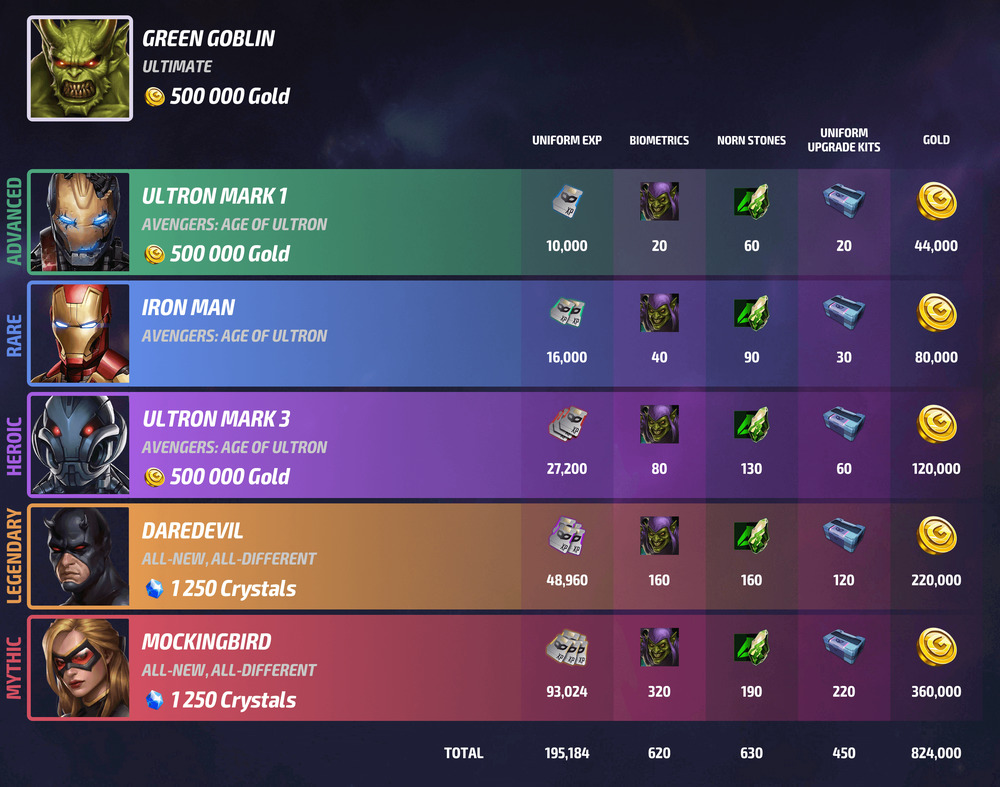 GREEN GOBLIN
ULTIMATE
500 000 Gold
UNIFORM EXP BIOMETRICS NORN STONES UNIFORM UPGRADE KITS GOLD
ADVANCED
ULTRON MARK 1
AVENGERS: AGE OF ULTRON
500 000 Gold
10,000 20 60 20 44,000
RARE
IRON MAN
AVENGERS: AGE OF ULTRON
16,000 40 90 30 80,000
HEROIC
ULTRON MARK 3
AVENGERS: AGE OF ULTRON
500 000 Gold
27,200 80 130 60 120,000
LEGENDARY
DAREDEVIL
ALL-NEW, ALL-DIFFERENT
1 250 Crystals
48,960 160 160 120 220,000
MYTHIC
MOCKINGBIRD
ALL-NEW, ALL-DIFFERENT
1 250 Crystals
93,024 320 190 220 360,000
TOTAL 195,184 620 630 450 824,000